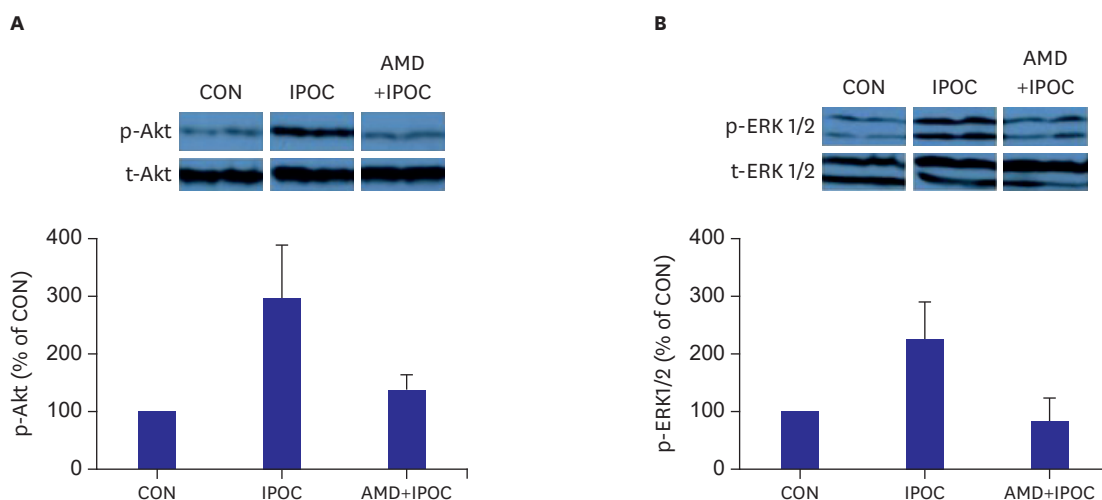 A
CON
IPOC
AMD
+IPOC
p-Akt
t-Akt
p-Akt (% of CON)
400
300
200
100
0
CON
IPOC
AMD+IPOC
B
CON
IPOC
AMD
+IPOC
p-ERK 1/2
t-ERK 1/2
p-ERK1/2 (% of CON)
400
300
200
100
0
CON
IPOC
AMD+IPOC